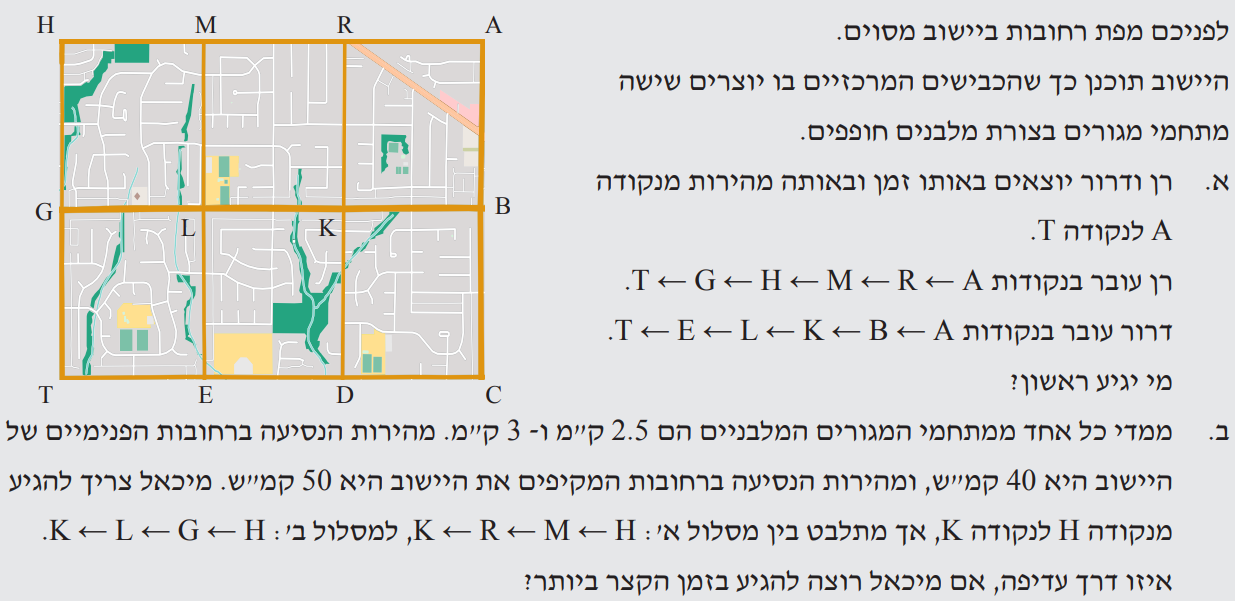 לפניכם מפת רחובות ביישוב מסוים.
היישוב תוכנן כך שהכבישים המרכזיים בו יוצרים שישה
מתחמי מגורים בצורת מלבנים חופפים.
א. רן ודרור יוצאים באותו זמן ובאותה מהירות מנקודה
A לנקודה T.
רן עובר בנקודות T ← G ← H ← M ← R ← A.
דרור עובר בנקודות T ← E ← L ← K ← B ← A.
מי יגיע ראשון?
H M R A
G L K B
T E D C
ב. ממדי כל אחד ממתחמי המגורים המלבניים הם 2.5 ק"מ ו- 3 ק"מ. מהירות הנסיעה ברחובות הפנימיים של
היישוב היא 40 קמ"ש, ומהירות הנסיעה ברחובות המקיפים את היישוב היא 50 קמ"ש. מיכאל צריך להגיע
מנקודה H לנקודה K, אך מתלבט בין מסלול א': K ← R ← M ← H, למסלול ב': K ← L ← G ← H.
איזו דרך עדיפה, אם מיכאל רוצה להגיע בזמן הקצר ביותר?